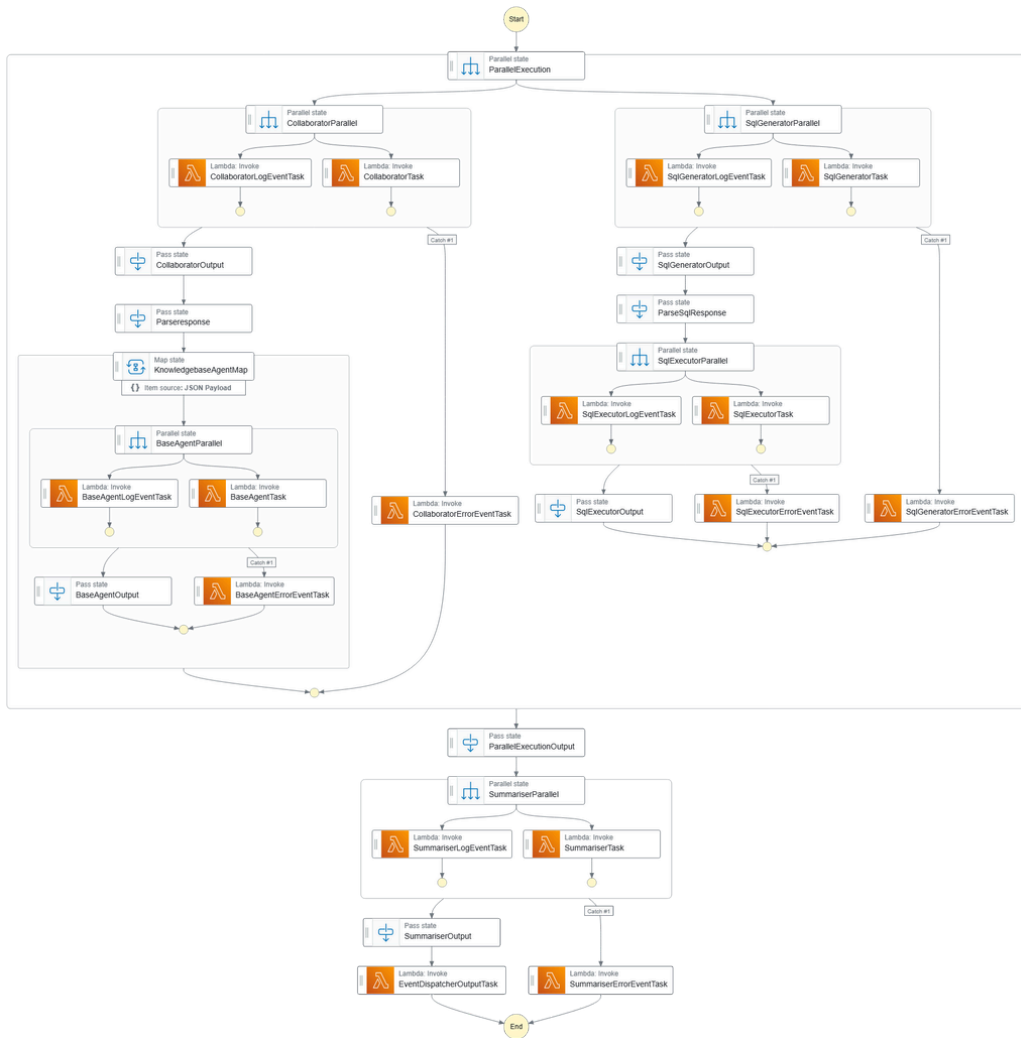 Start
Parallel state
ParallelExecution
Parallel state
CollaboratorParallel
Parallel state
SqlGeneratorParallel
Lambda: Invoke
CollaboratorLogEventTask
Lambda: Invoke
CollaboratorTask
Lambda: Invoke
SqlGeneratorLogEventTask
Lambda: Invoke
SqlGeneratorTask
Catch #1
Catch #1
Pass state
CollaboratorOutput
Pass state
SqlGeneratorOutput
Pass state
Parseresponse
Pass state
ParseSqlResponse
Map state
KnowledgebaseAgentMap
{} Item source: JSON Payload
Parallel state
SqlExecutorParallel
Lambda: Invoke
SqlExecutorLogEventTask
Lambda: Invoke
SqlExecutorTask
Parallel state
BaseAgentParallel
Lambda: Invoke
BaseAgentLogEventTask
Lambda: Invoke
BaseAgentTask
Catch #1
Lambda: Invoke
CollaboratorErrorEventTask
Pass state
SqlExecutorOutput
Lambda: Invoke
SqlExecutorErrorEventTask
Lambda: Invoke
SqlGeneratorErrorEventTask
Catch #1
Pass state
BaseAgentOutput
Lambda: Invoke
BaseAgentErrorEventTask
Pass state
ParallelExecutionOutput
Parallel state
SummariserParallel
Lambda: Invoke
SummariserLogEventTask
Lambda: Invoke
SummariserTask
Catch #1
Pass state
SummariserOutput
Lambda: Invoke
EventDispatcherOutputTask
Lambda: Invoke
SummariserErrorEventTask
End